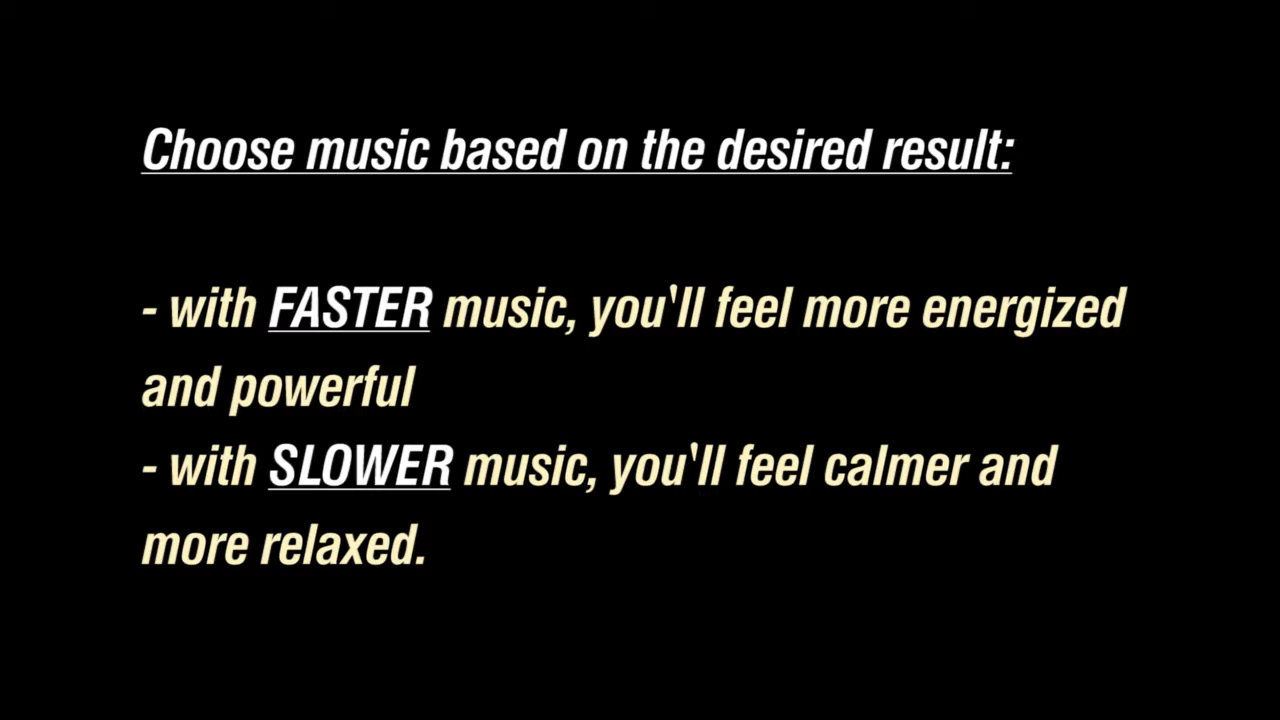 Choose music based on the desired result:
- with FASTER music, you'll feel more energized
and powerful
- with SLOWER music, you'll feel calmer and
more relaxed.